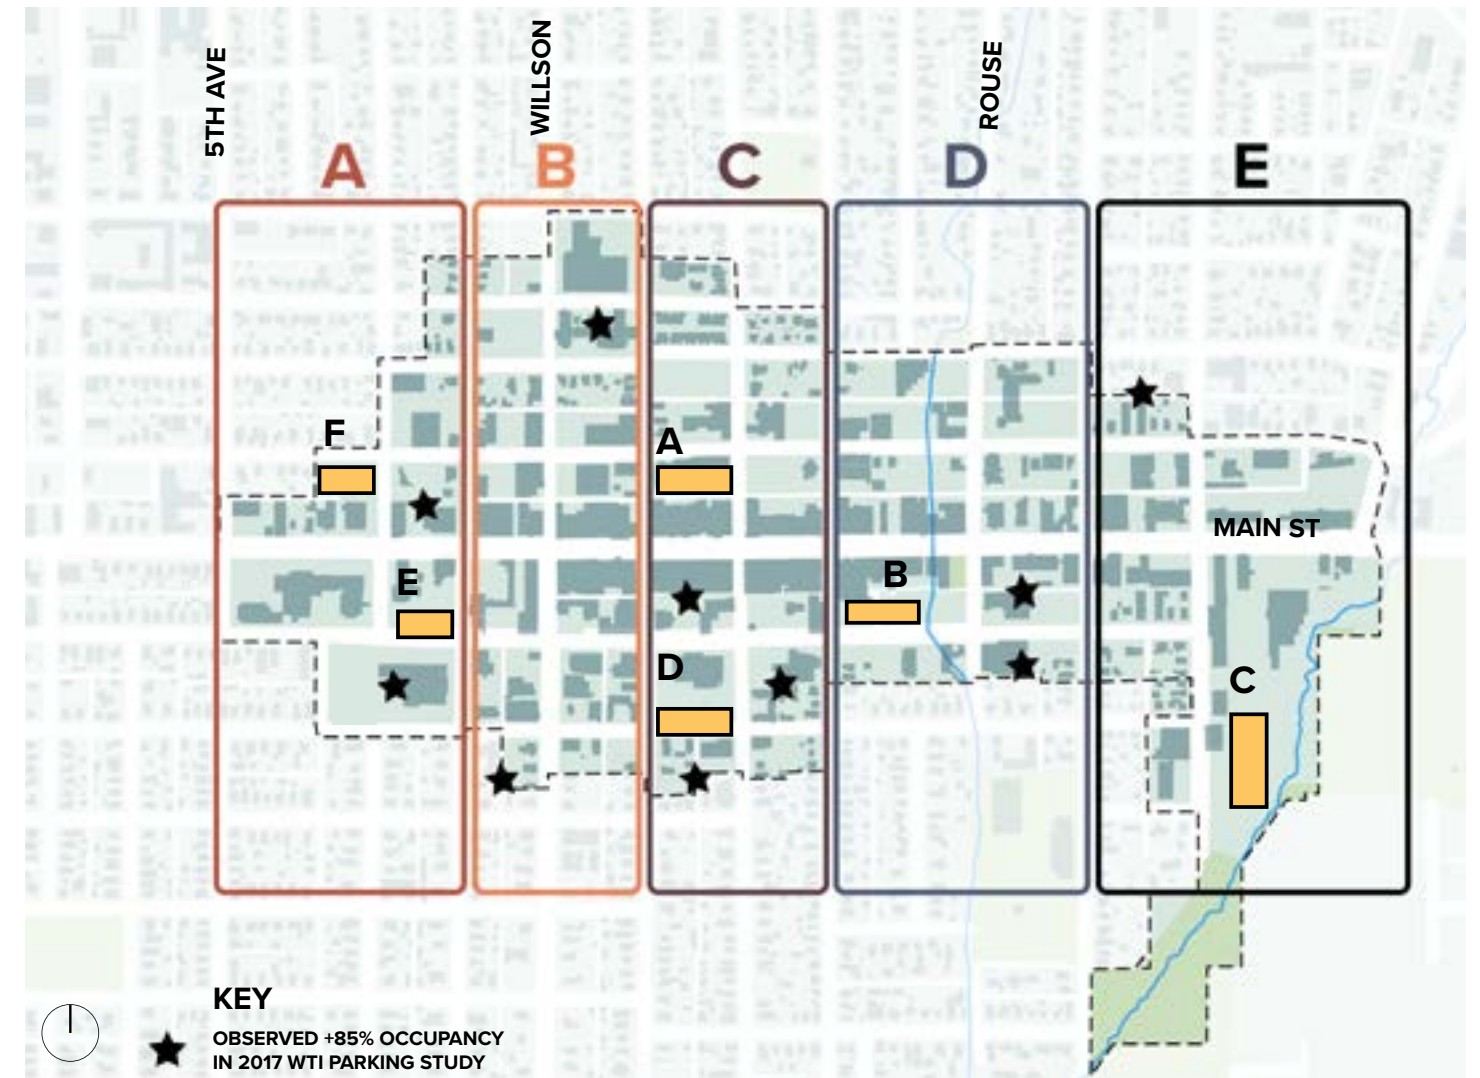 5TH AVE
WILLSON
ROUSE
A
B
C
D
E
F
A
MAIN ST
E
B
D
C
KEY
OBSERVED +85% OCCUPANCY
IN 2017 WTI PARKING STUDY